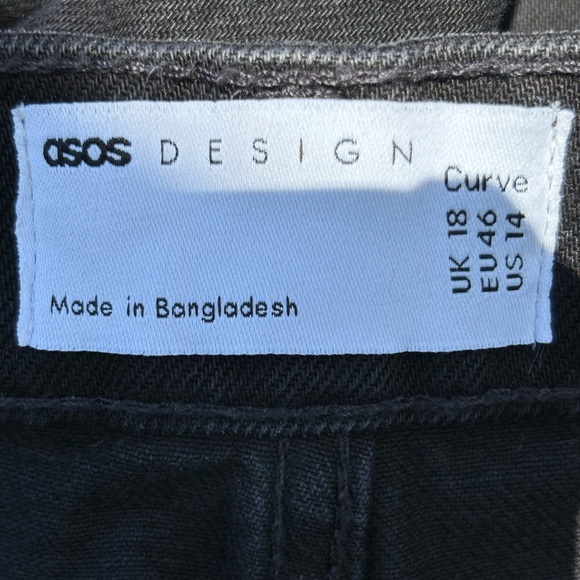 asos DESIGN
Curve
UK 18
EU 46
US 14
Made in Bangladesh